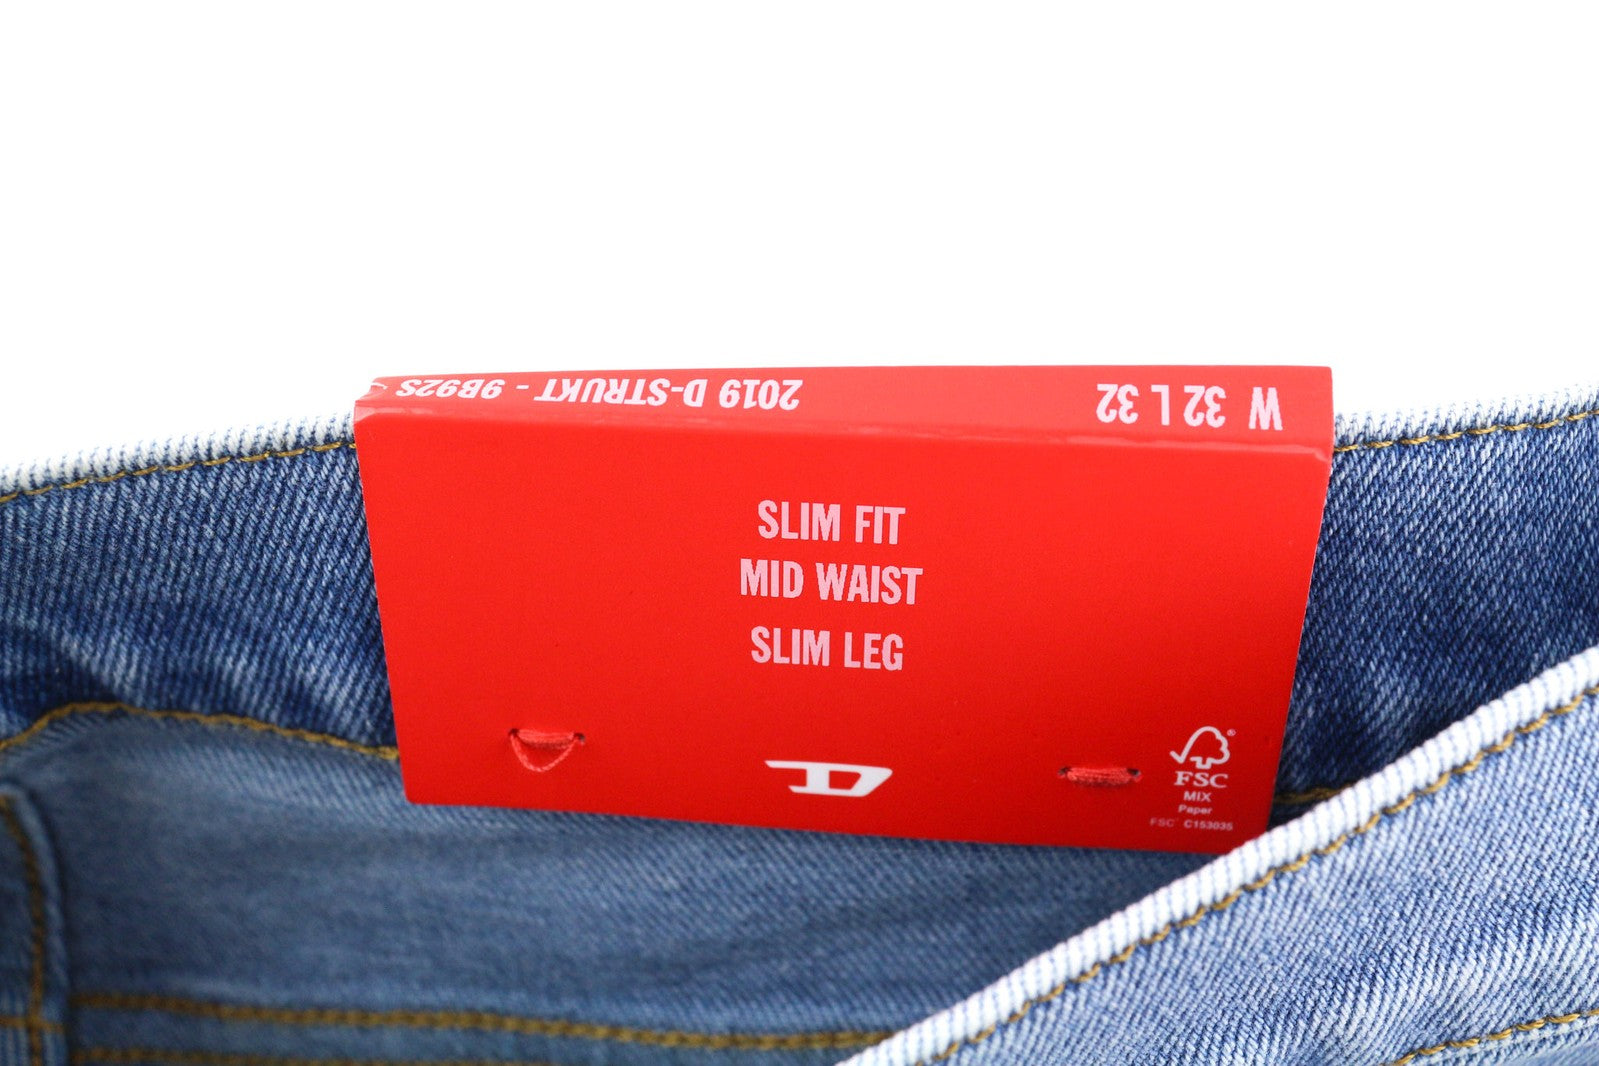 2019 D-STRUKT - 9B92S
W 32 L 32
SLIM FIT
MID WAIST
SLIM LEG
FSC
MIX
Paper
FSC® C153035